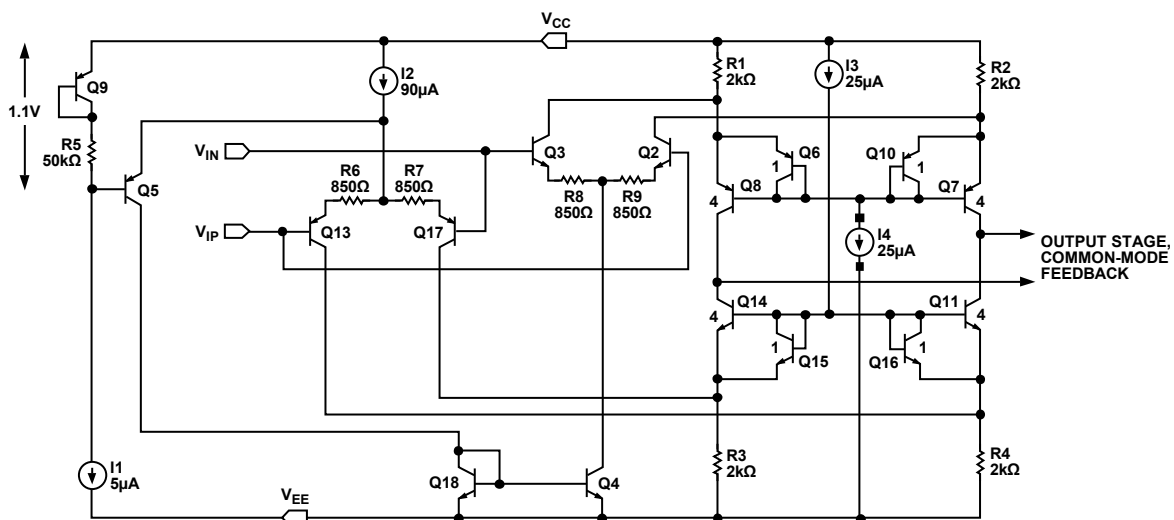 VCC
1.1V
Q9
R5
50kΩ
I2
90µA
R1
2kΩ
I3
25µA
R2
2kΩ
VIN
Q3
Q2
R8
850Ω
R9
850Ω
Q5
R6
850Ω
R7
850Ω
VIP
Q13
Q17
Q6
1
Q10
1
Q8
4
Q7
4
I4
25µA
OUTPUT STAGE,
COMMON-MODE
FEEDBACK
Q14
4
Q11
4
1
Q15
Q16
1
I1
5µA
Q18
Q4
R3
2kΩ
R4
2kΩ
VEE